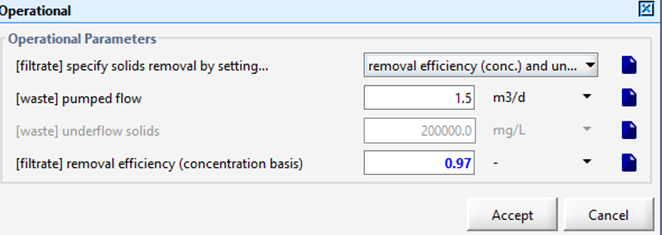 Operational
Operational Parameters
[filtrate] specify solids removal by setting... removal efficiency (conc.) and un...
[waste] pumped flow 1.5 m3/d
[waste] underflow solids 200000.0 mg/L
[filtrate] removal efficiency (concentration basis) 0.97 -
Accept Cancel